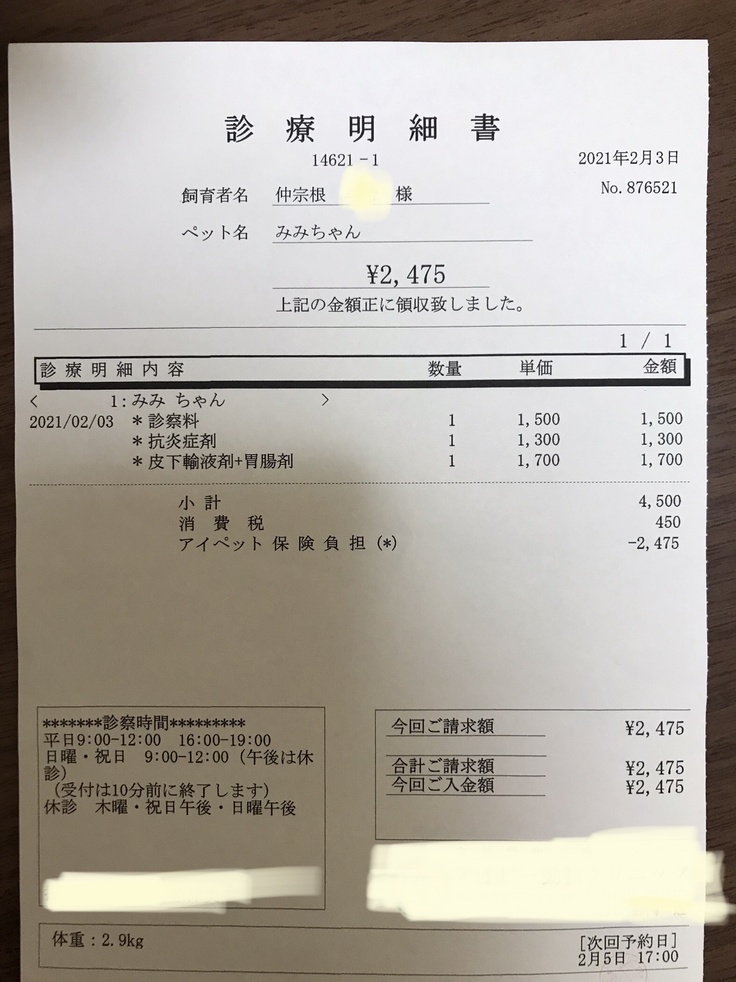 診療明細書
14621-1
2021年2月3日
No.876521
飼育者名 仲宗根 様
ペット名 みみちゃん
¥2,475
上記の金額正に領収致しました。
1 / 1
診療明細内容 数量 単価 金額
< 1:みみ ちゃん >
2021/02/03 *診察料 1 1,500 1,500
*抗炎症剤 1 1,300 1,300
*皮下輸液剤+胃腸剤 1 1,700 1,700
小計 4,500
消費税 450
アイペット保険負担(*) -2,475
*******診察時間*********
平日9:00-12:00 16:00-19:00
日曜・祝日 9:00-12:00(午後は休
診)
(受付は10分前に終了します)
休診 木曜・祝日午後・日曜午後
今回ご請求額 ¥2,475
合計ご請求額 ¥2,475
今回ご入金額 ¥2,475
体重:2.9kg
[次回予約日]
2月5日 17:00